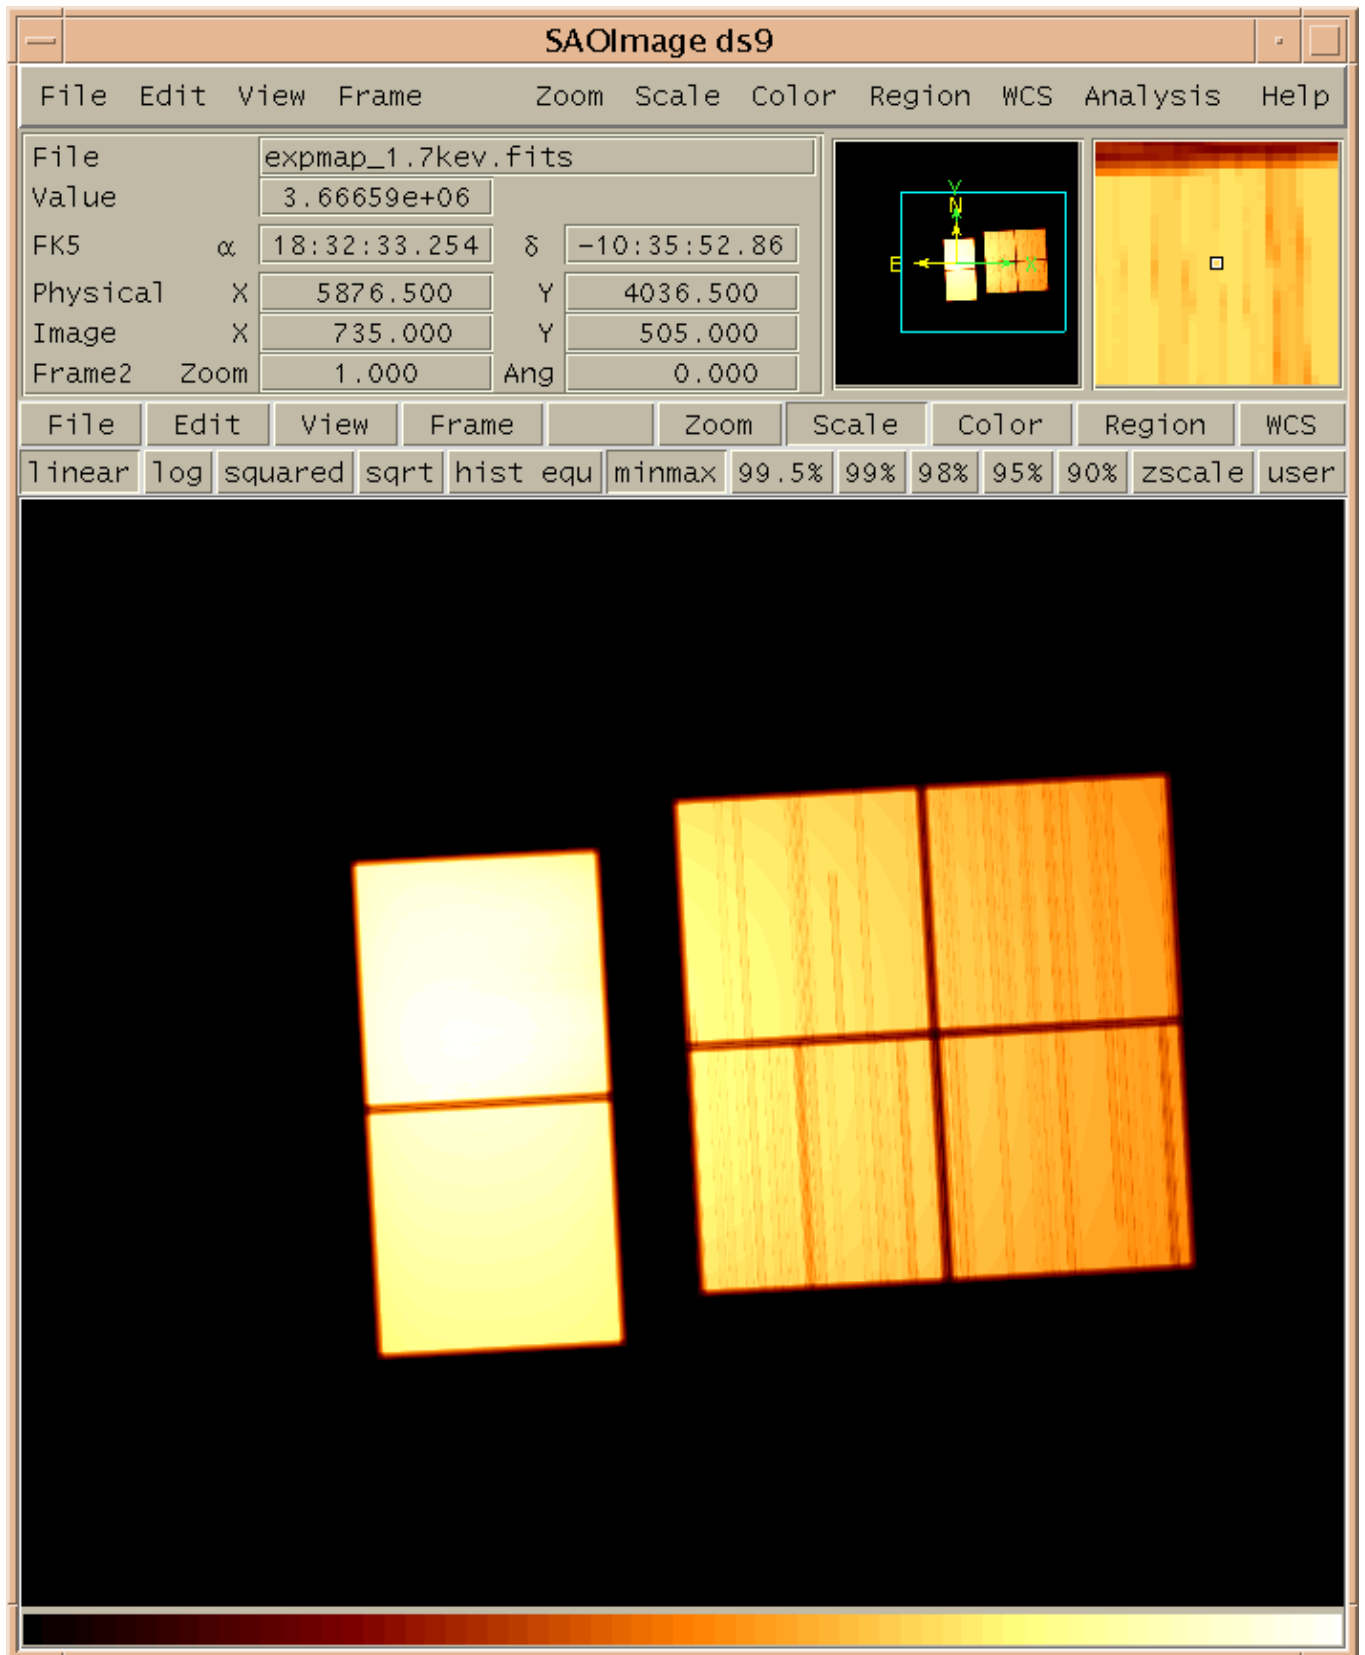 SAOImage ds9
File Edit View Frame Zoom Scale Color Region WCS Analysis Help
File expmap_1.7kev.fits
Value 3.66659e+06
FK5 α 18:32:33.254 δ -10:35:52.86
Physical X 5876.500 Y 4036.500
Image X 735.000 Y 505.000
Frame2 Zoom 1.000 Ang 0.000
Y
N
E X
File Edit View Frame Zoom Scale Color Region WCS
linear log squared sqrt hist equ minmax 99.5% 99% 98% 95% 90% zscale user